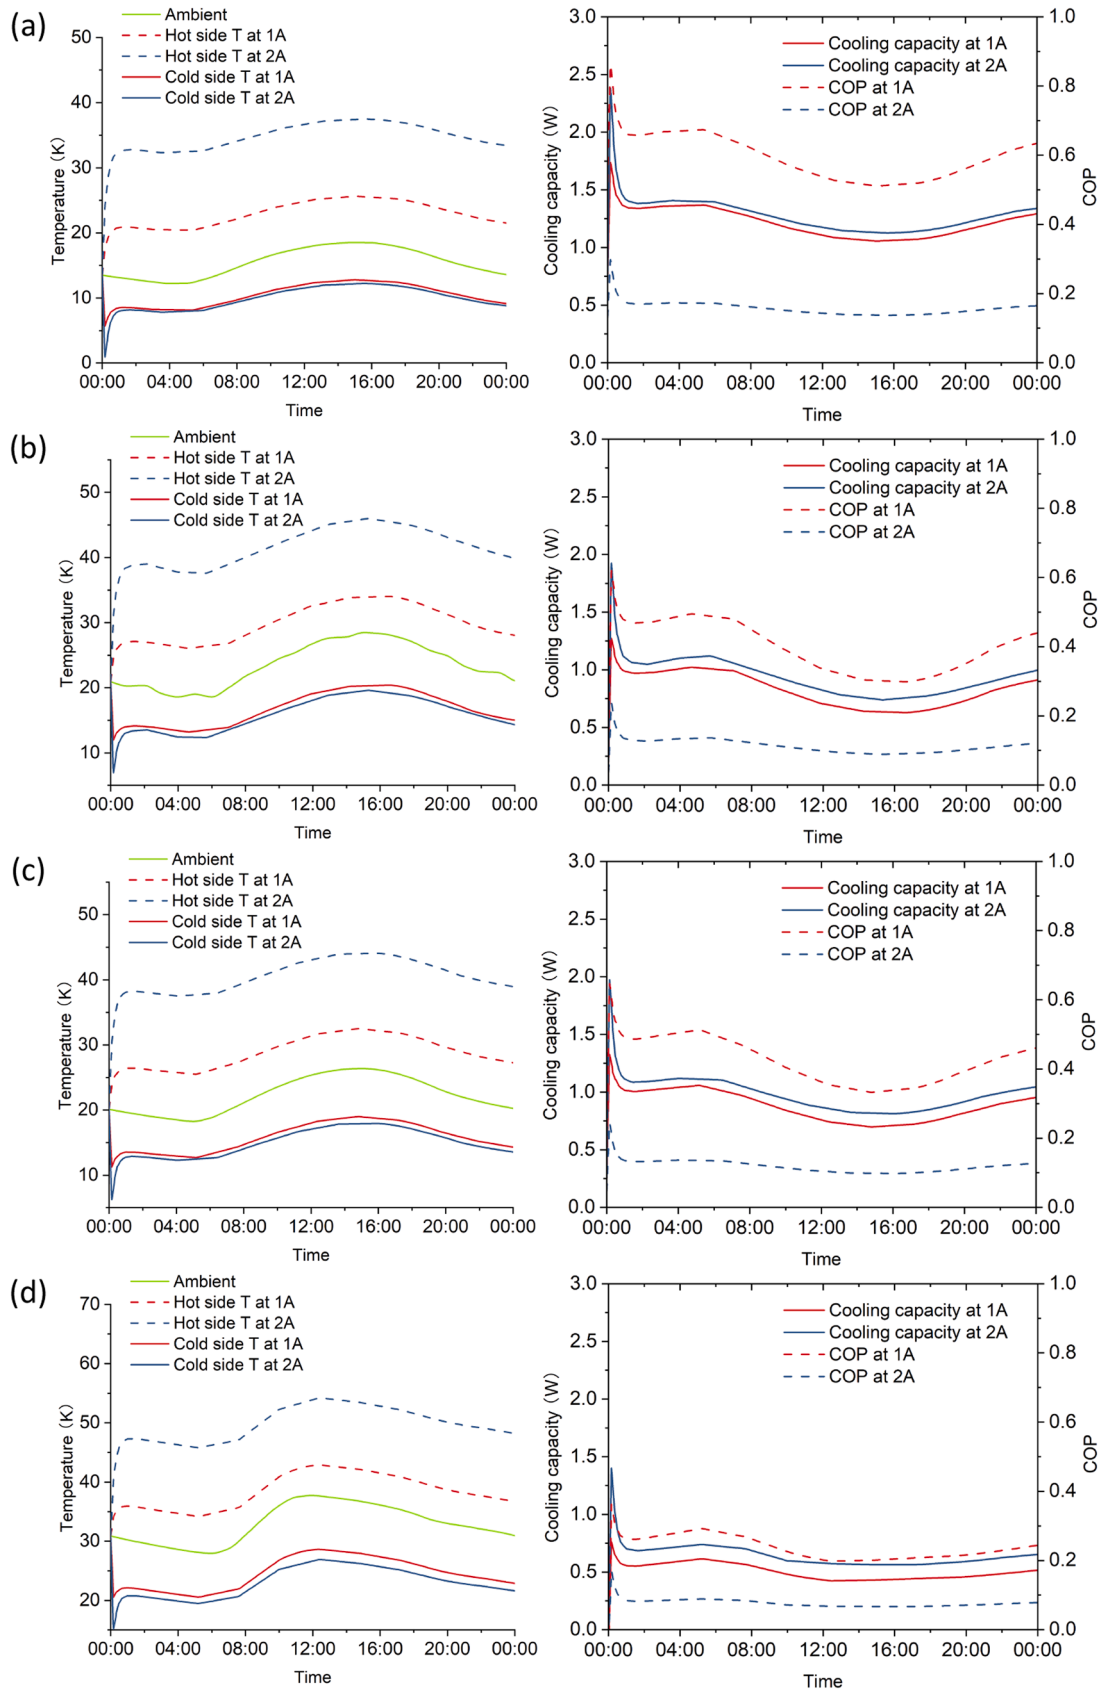 (a)
Ambient
Hot side T at 1A
Hot side T at 2A
Cold side T at 1A
Cold side T at 2A
Temperature (K)
50
40
30
20
10
0
00:00 04:00 08:00 12:00 16:00 20:00 00:00
Time
Cooling capacity at 1A
Cooling capacity at 2A
COP at 1A
COP at 2A
Cooling capacity (W)
3.0
2.5
2.0
1.5
1.0
0.5
0.0
1.0
0.8
0.6
0.4
0.2
0.0
COP
00:00 04:00 08:00 12:00 16:00 20:00 00:00
Time
(b)
Ambient
Hot side T at 1A
Hot side T at 2A
Cold side T at 1A
Cold side T at 2A
Temperature (K)
50
40
30
20
10
00:00 04:00 08:00 12:00 16:00 20:00 00:00
Time
Cooling capacity at 1A
Cooling capacity at 2A
COP at 1A
COP at 2A
Cooling capacity (W)
3.0
2.5
2.0
1.5
1.0
0.5
0.0
1.0
0.8
0.6
0.4
0.2
0.0
COP
00:00 04:00 08:00 12:00 16:00 20:00 00:00
Time
(c)
Ambient
Hot side T at 1A
Hot side T at 2A
Cold side T at 1A
Cold side T at 2A
Temperature (K)
50
40
30
20
10
00:00 04:00 08:00 12:00 16:00 20:00 00:00
Time
Cooling capacity at 1A
Cooling capacity at 2A
COP at 1A
COP at 2A
Cooling capacity (W)
3.0
2.5
2.0
1.5
1.0
0.5
0.0
1.0
0.8
0.6
0.4
0.2
0.0
COP
00:00 04:00 08:00 12:00 16:00 20:00 00:00
Time
(d)
Ambient
Hot side T at 1A
Hot side T at 2A
Cold side T at 1A
Cold side T at 2A
Temperature (K)
70
60
50
40
30
20
00:00 04:00 08:00 12:00 16:00 20:00 00:00
Time
Cooling capacity at 1A
Cooling capacity at 2A
COP at 1A
COP at 2A
Cooling capacity (W)
3.0
2.5
2.0
1.5
1.0
0.5
0.0
1.0
0.8
0.6
0.4
0.2
0.0
COP
00:00 04:00 08:00 12:00 16:00 20:00 00:00
Time